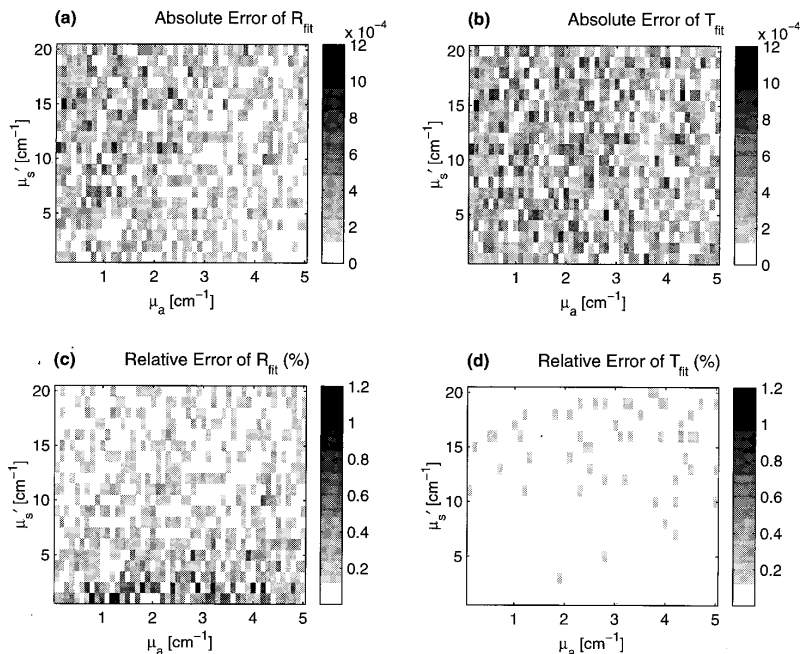 (a) Absolute Error of R_fit
x 10⁻⁴
20
15
10
5
μ_s′ [cm⁻¹]
1 2 3 4 5
μ_a [cm⁻¹]
12
10
8
6
4
2
0
(b) Absolute Error of T_fit
x 10⁻⁴
20
15
10
5
μ_s′ [cm⁻¹]
1 2 3 4 5
μ_a [cm⁻¹]
12
10
8
6
4
2
0
(c) Relative Error of R_fit (%)
20
15
10
5
μ_s′ [cm⁻¹]
1 2 3 4 5
μ_a [cm⁻¹]
1.2
1
0.8
0.6
0.4
0.2
(d) Relative Error of T_fit (%)
20
15
10
5
μ_s′ [cm⁻¹]
1 2 3 4 5
μ_a [cm⁻¹]
1.2
1
0.8
0.6
0.4
0.2